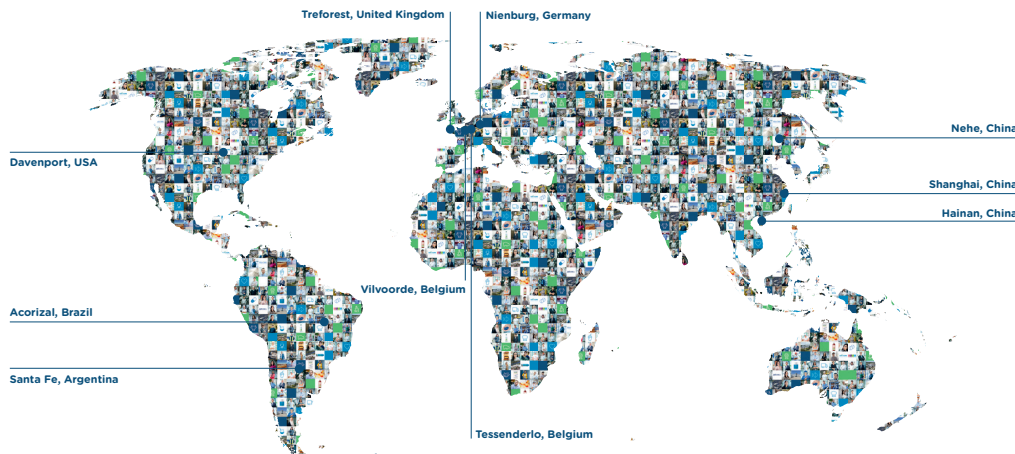 Treforest, United Kingdom
Nienburg, Germany
Nehe, China
Davenport, USA
Shanghai, China
Hainan, China
Vilvoorde, Belgium
Acorizal, Brazil
Santa Fe, Argentina
Tessenderlo, Belgium